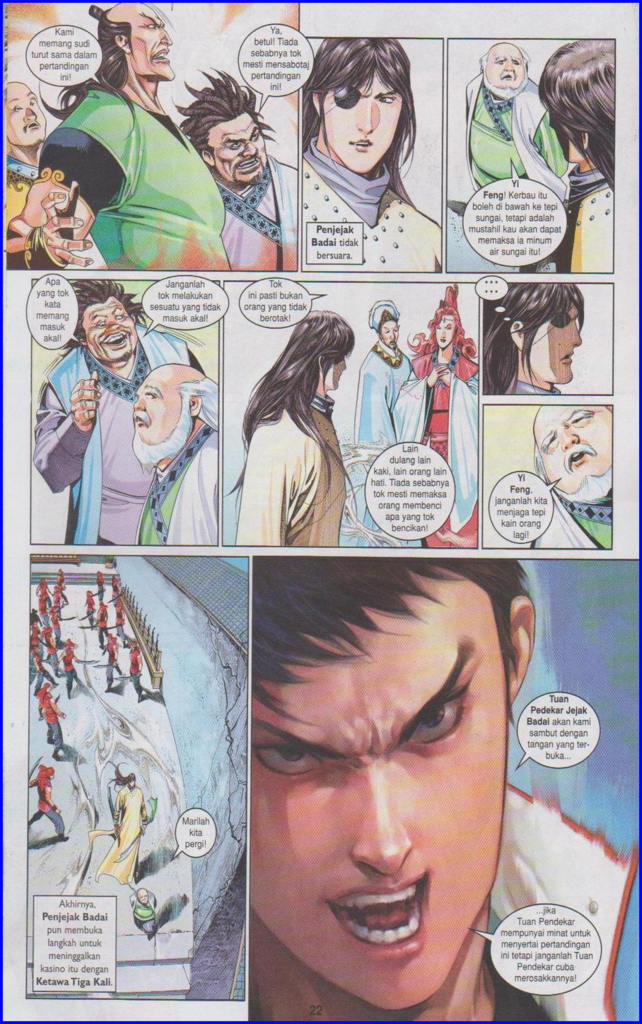 Kami
memang sudi
turut sama dalam
pertandingan
ini!
Ya,
betul! Tiada
sebabnya tok
mesti mensabotaj
pertandingan
ini!
Penjejak
Badai tidak
bersuara.
Yi
Feng! Kerbau itu
boleh di bawah ke tepi
sungai, tetapi adalah
mustahil kau akan dapat
memaksa ia minum
air sungai itu!
Apa
yang tok
kata
memang
masuk
akal!
Janganlah
tok melakukan
sesuatu yang tidak
masuk akal!
Tok
ini pasti bukan
orang yang tidak
berotak!
Lain
dulang lain
kaki, lain orang lain
hati. Tiada sebabnya
tok mesti memaksa
orang membenci
apa yang tok
bencikan!
...
...
Yi
Feng,
janganlah kita
menjaga tepi
kain orang
lagi!
Marilah
kita
pergi!
Akhirnya,
Penjejak Badai
pun membuka
langkah untuk
meninggalkan
kasino itu dengan
Ketawa Tiga Kali.
Tuan
Pedekar Jejak
Badai akan kami
sambut dengan
tangan yang ter-
buka...
...jika
Tuan Pendekar
mempunyai minat untuk
menyertai pertandingan
ini tetapi janganlah Tuan
Pendekar cuba
merosakkannya!
22